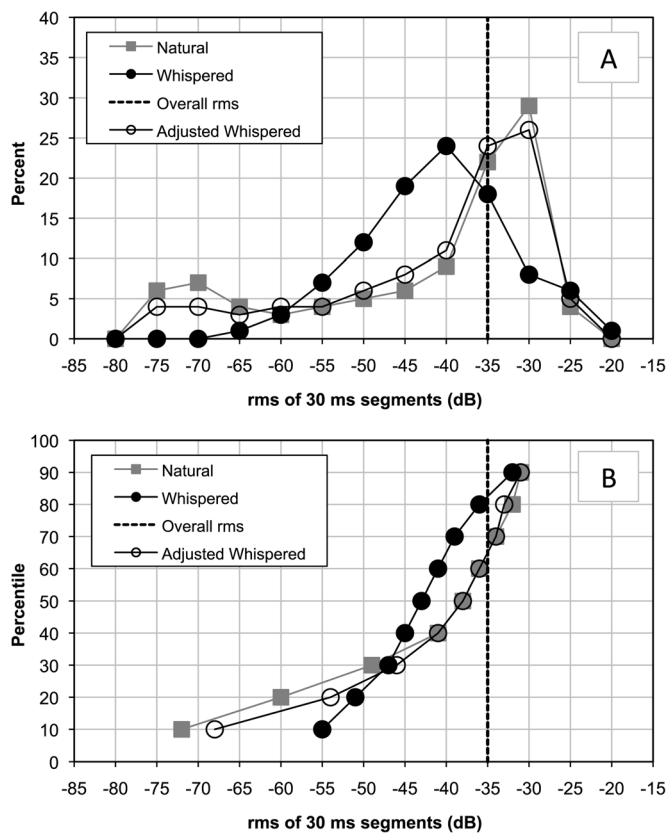 40
35
30
25
20
15
10
5
0
Percent
Natural
Whispered
Overall rms
Adjusted Whispered
A
-85 -80 -75 -70 -65 -60 -55 -50 -45 -40 -35 -30 -25 -20 -15
rms of 30 ms segments (dB)
100
90
80
70
60
50
40
30
20
10
0
Percentile
Natural
Whispered
Overall rms
Adjusted Whispered
B
-85 -80 -75 -70 -65 -60 -55 -50 -45 -40 -35 -30 -25 -20 -15
rms of 30 ms segments (dB)